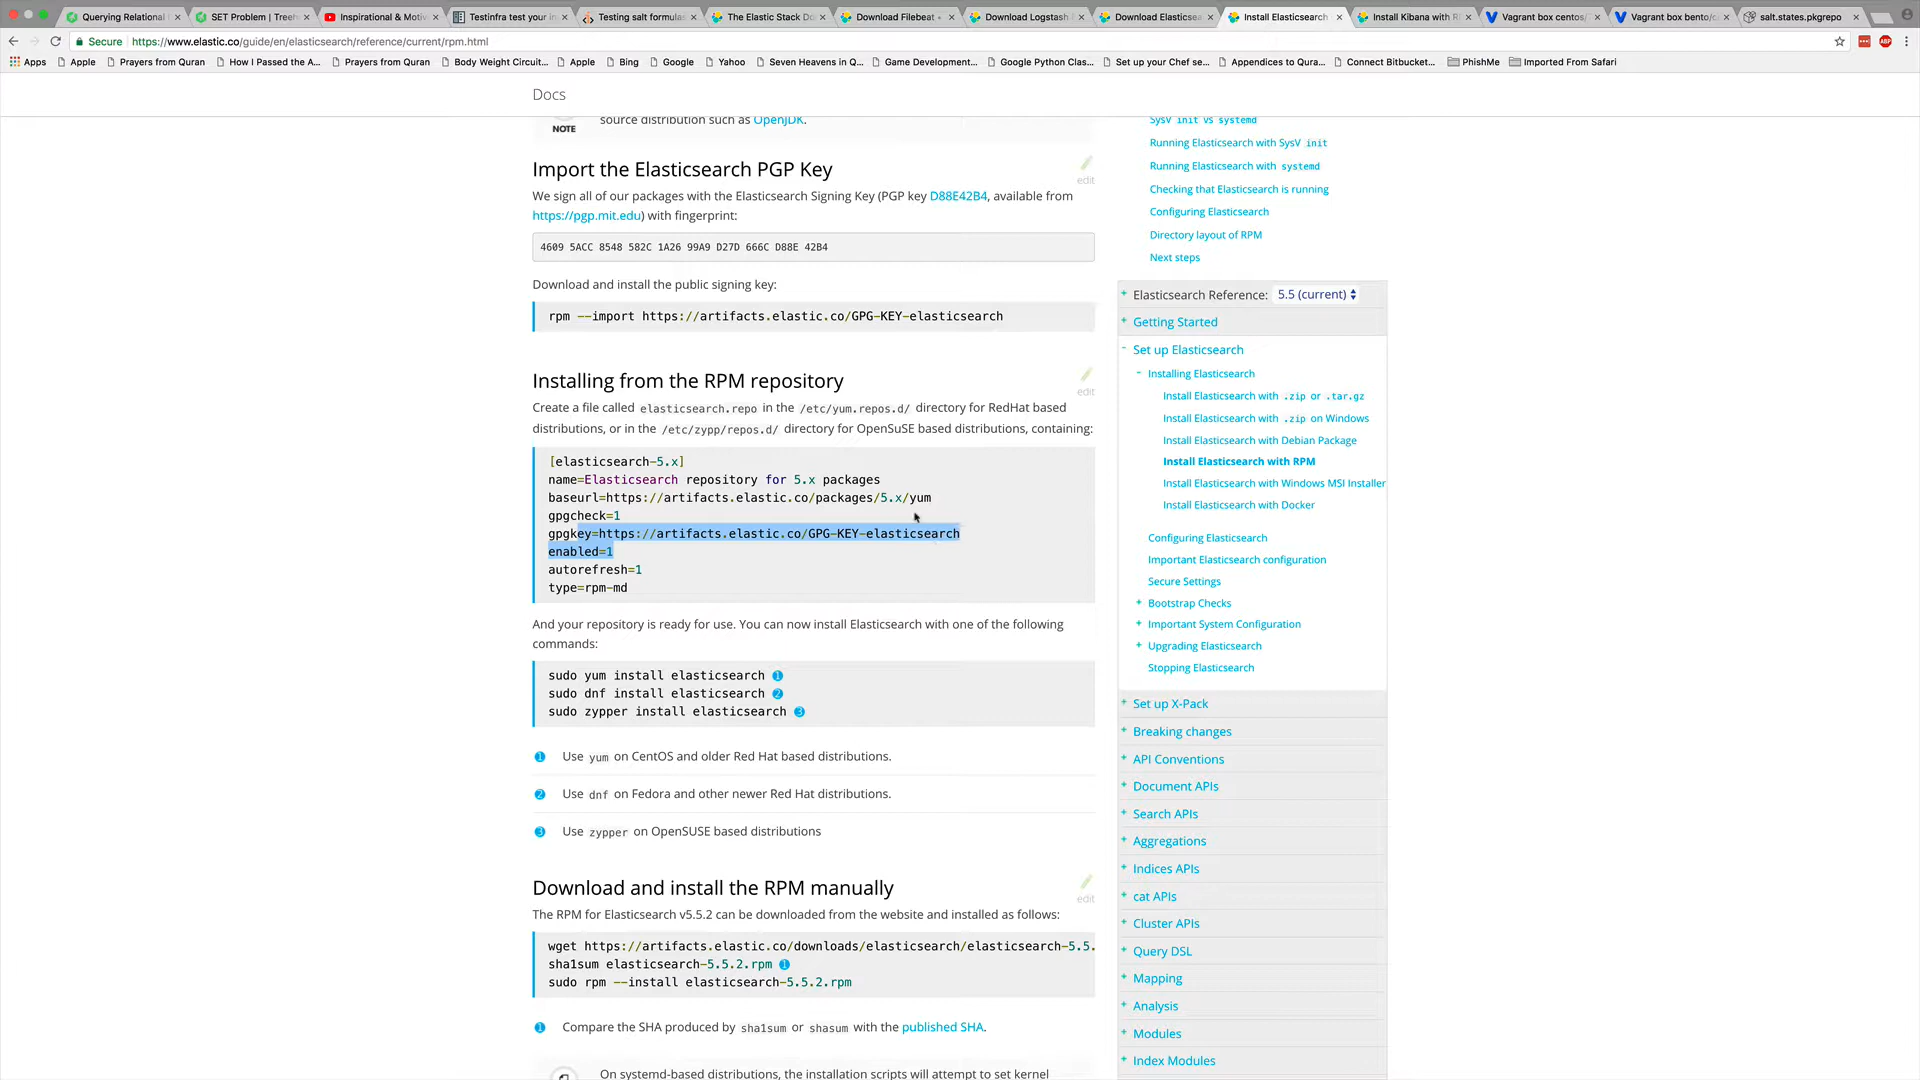 Querying Relational
SET Problem | Treeh
Inspirational & Motiv
Testinfra test your in
Testing salt formulas
The Elastic Stack Do
Download Filebeat •
Download Logstash
Download Elasticsea
Install Elasticsearch
Install Kibana with R
Vagrant box centos/
Vagrant box bento/c
salt.states.pkgrepo
Secure https://www.elastic.co/guide/en/elasticsearch/reference/current/rpm.html
ABP
Apps Apple Prayers from Quran How I Passed the A... Prayers from Quran Body Weight Circuit... Apple Bing Google Yahoo Seven Heavens in Q... Game Development... Google Python Clas... Set up your Chef se... Appendices to Qura... Connect Bitbucket... PhishMe Imported From Safari
Docs
NOTE
source distribution such as OpenJDK.
Import the Elasticsearch PGP Key
edit
We sign all of our packages with the Elasticsearch Signing Key (PGP key D88E42B4, available from
https://pgp.mit.edu) with fingerprint:
4609 5ACC 8548 582C 1A26 99A9 D27D 666C D88E 42B4
Download and install the public signing key:
rpm --import https://artifacts.elastic.co/GPG-KEY-elasticsearch
Installing from the RPM repository
edit
Create a file called elasticsearch.repo in the /etc/yum.repos.d/ directory for RedHat based
distributions, or in the /etc/zypp/repos.d/ directory for OpenSuSE based distributions, containing:
[elasticsearch-5.x]
name=Elasticsearch repository for 5.x packages
baseurl=https://artifacts.elastic.co/packages/5.x/yum
gpgcheck=1
gpgkey=https://artifacts.elastic.co/GPG-KEY-elasticsearch
enabled=1
autorefresh=1
type=rpm-md
And your repository is ready for use. You can now install Elasticsearch with one of the following
commands:
sudo yum install elasticsearch 1
sudo dnf install elasticsearch 2
sudo zypper install elasticsearch 3
1 Use yum on CentOS and older Red Hat based distributions.
2 Use dnf on Fedora and other newer Red Hat distributions.
3 Use zypper on OpenSUSE based distributions
Download and install the RPM manually
edit
The RPM for Elasticsearch v5.5.2 can be downloaded from the website and installed as follows:
wget https://artifacts.elastic.co/downloads/elasticsearch/elasticsearch-5.5.
sha1sum elasticsearch-5.5.2.rpm 1
sudo rpm --install elasticsearch-5.5.2.rpm
1 Compare the SHA produced by sha1sum or shasum with the published SHA.
On systemd-based distributions, the installation scripts will attempt to set kernel
SysV init vs systemd
Running Elasticsearch with SysV init
Running Elasticsearch with systemd
Checking that Elasticsearch is running
Configuring Elasticsearch
Directory layout of RPM
Next steps
+ Elasticsearch Reference: 5.5 (current)
+ Getting Started
- Set up Elasticsearch
- Installing Elasticsearch
Install Elasticsearch with .zip or .tar.gz
Install Elasticsearch with .zip on Windows
Install Elasticsearch with Debian Package
Install Elasticsearch with RPM
Install Elasticsearch with Windows MSI Installer
Install Elasticsearch with Docker
Configuring Elasticsearch
Important Elasticsearch configuration
Secure Settings
+ Bootstrap Checks
+ Important System Configuration
+ Upgrading Elasticsearch
Stopping Elasticsearch
+ Set up X-Pack
+ Breaking changes
+ API Conventions
+ Document APIs
+ Search APIs
+ Aggregations
+ Indices APIs
+ cat APIs
+ Cluster APIs
+ Query DSL
+ Mapping
+ Analysis
+ Modules
+ Index Modules